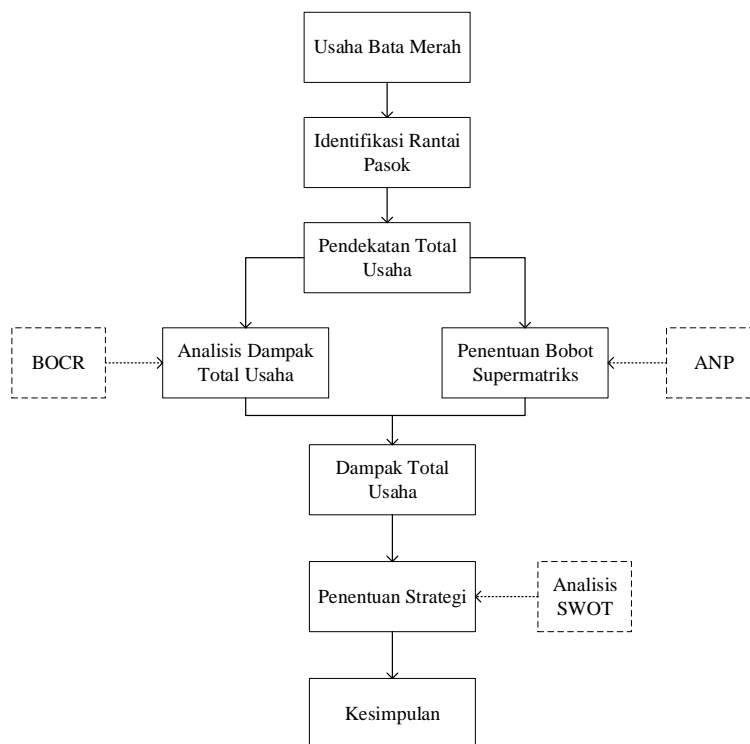 Usaha Bata Merah
Identifikasi Rantai
Pasok
Pendekatan Total
Usaha
BOCR
Analisis Dampak
Total Usaha
Penentuan Bobot
Supermatriks
ANP
Dampak Total
Usaha
Penentuan Strategi
Analisis
SWOT
Kesimpulan